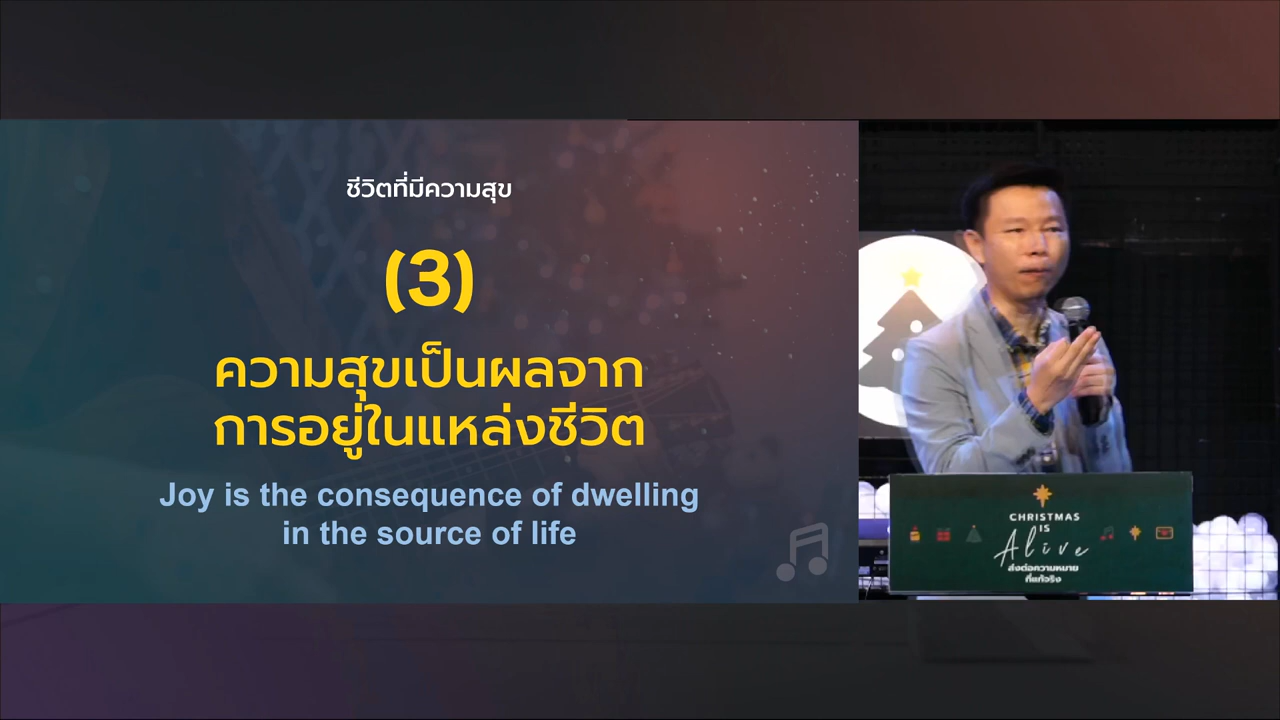 ชีวิตที่มีความสุข
(3)
ความสุขเป็นผลจาก
การอยู่ในแหล่งชีวิต
Joy is the consequence of dwelling
in the source of life
CHRISTMAS
IS
Alive
ส่งต่อความหมาย
ที่แท้จริง